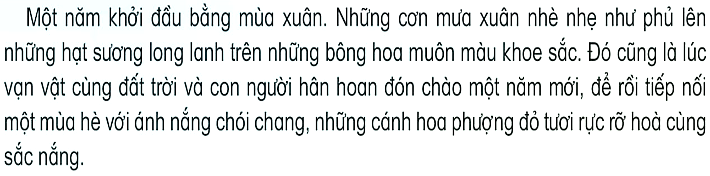 Một năm khởi đầu bằng mùa xuân. Những cơn mưa xuân nhè nhẹ như phủ lên
những hạt sương long lanh trên những bông hoa muôn màu khoe sắc. Đó cũng là lúc
vạn vật cùng đất trời và con người hân hoan đón chào một năm mới, để rồi tiếp nối
một mùa hè với ánh nắng chói chang, những cánh hoa phượng đỏ tươi rực rỡ hoà cùng
sắc nắng.